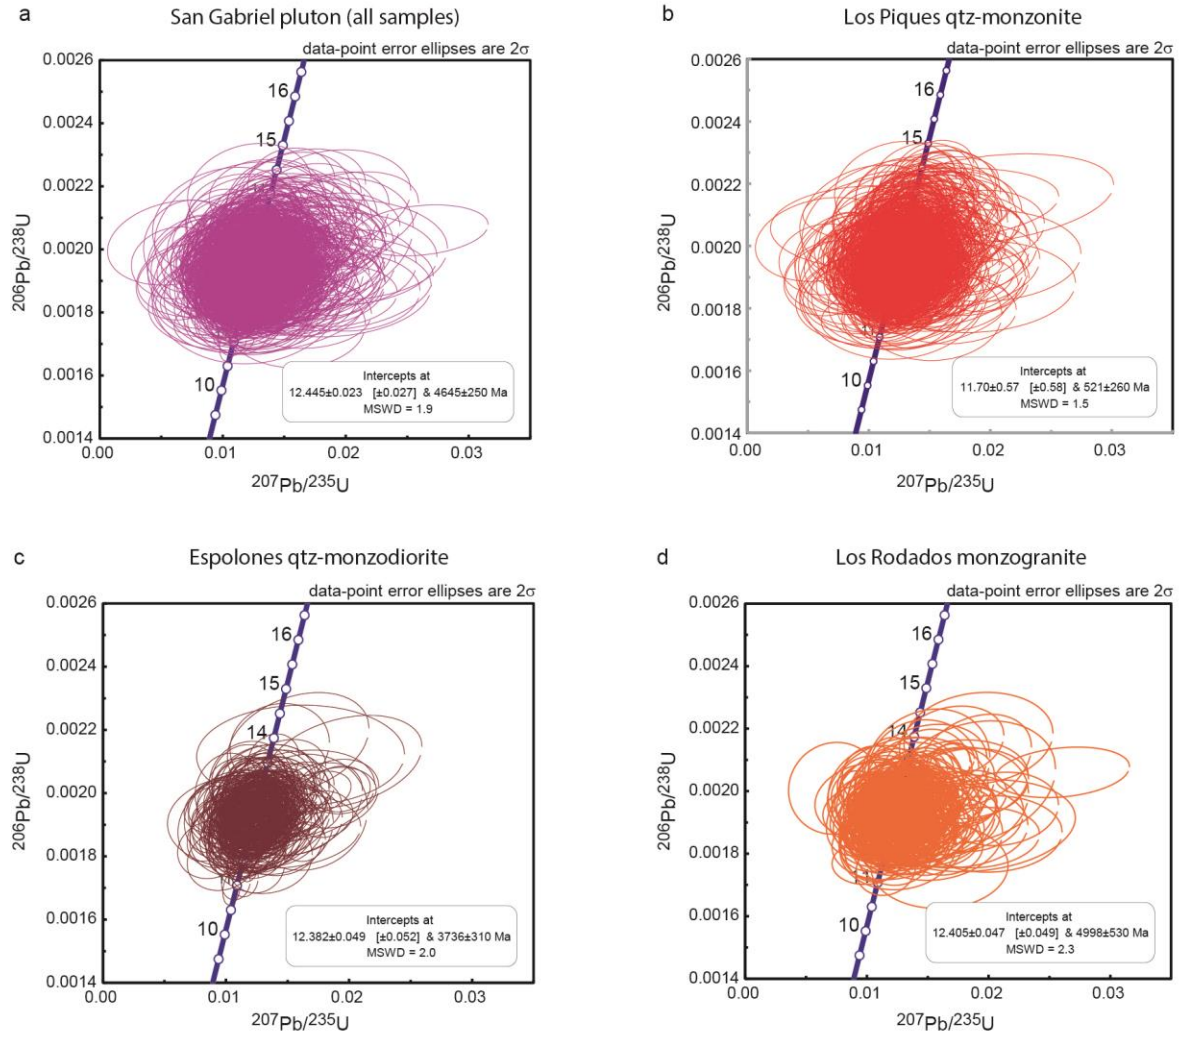 a
San Gabriel pluton (all samples)
data-point error ellipses are 2σ
0.0026
0.0024
0.0022
0.0020
0.0018
0.0016
0.0014
206Pb/238U
16
15
10
Intercepts at
12.445±0.023 [±0.027] & 4645±250 Ma
MSWD = 1.9
0.00
0.01
0.02
0.03
207Pb/235U
b
Los Piques qtz-monzonite
data-point error ellipses are 2σ
0.0026
0.0024
0.0022
0.0020
0.0018
0.0016
0.0014
206Pb/238U
16
15
10
Intercepts at
11.70±0.57 [±0.58] & 521±260 Ma
MSWD = 1.5
0.00
0.01
0.02
0.03
207Pb/235U
c
Espolones qtz-monzodiorite
data-point error ellipses are 2σ
0.0026
0.0024
0.0022
0.0020
0.0018
0.0016
0.0014
206Pb/238U
16
15
14
10
Intercepts at
12.382±0.049 [±0.052] & 3736±310 Ma
MSWD = 2.0
0.00
0.01
0.02
0.03
207Pb/235U
d
Los Rodados monzogranite
data-point error ellipses are 2σ
0.0026
0.0024
0.0022
0.0020
0.0018
0.0016
0.0014
206Pb/238U
16
15
14
10
Intercepts at
12.405±0.047 [±0.049] & 4998±530 Ma
MSWD = 2.3
0.00
0.01
0.02
0.03
207Pb/235U